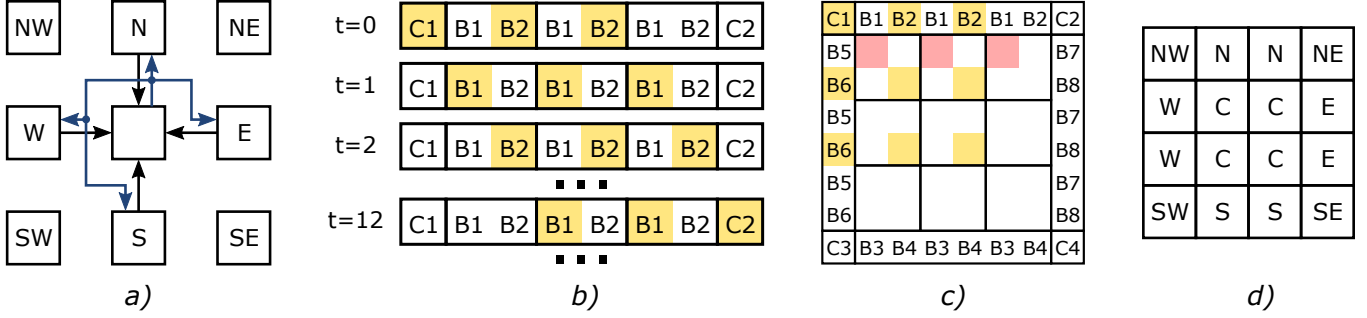 NW N NE
W E
SW S SE
a)
t=0 C1 B1 B2 B1 B2 B1 B2 C2
t=1 C1 B1 B2 B1 B2 B1 B2 C2
t=2 C1 B1 B2 B1 B2 B1 B2 C2
...
t=12 C1 B1 B2 B1 B2 B1 B2 C2
...
b)
C1 B1 B2 B1 B2 B1 B2 C2
B5 B7
B6 B8
B5 B7
B6 B8
B5 B7
B6 B8
C3 B3 B4 B3 B4 B3 B4 C4
c)
NW N N NE
W C C E
W C C E
SW S S SE
d)